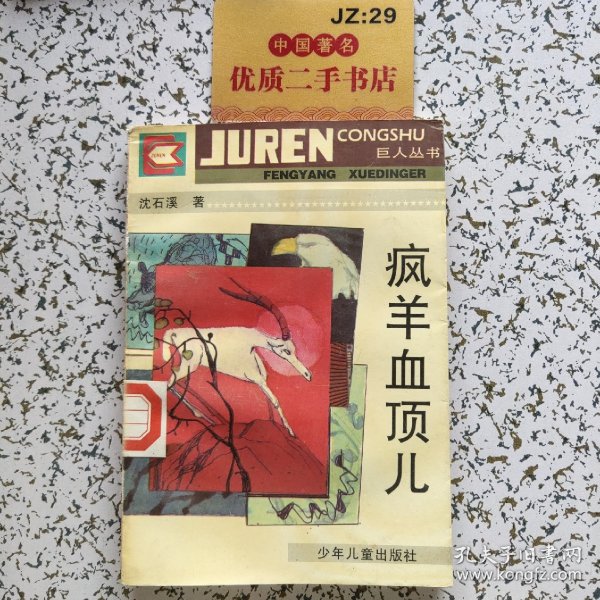 JZ:29
中国著名
优质二手书店
JUREN
JUREN CONGSHU
巨人丛书
FENGYANG XUEDINGER
沈石溪 著
疯羊血顶儿
少年儿童出版社
孔夫子旧书网
www.kongfz.com